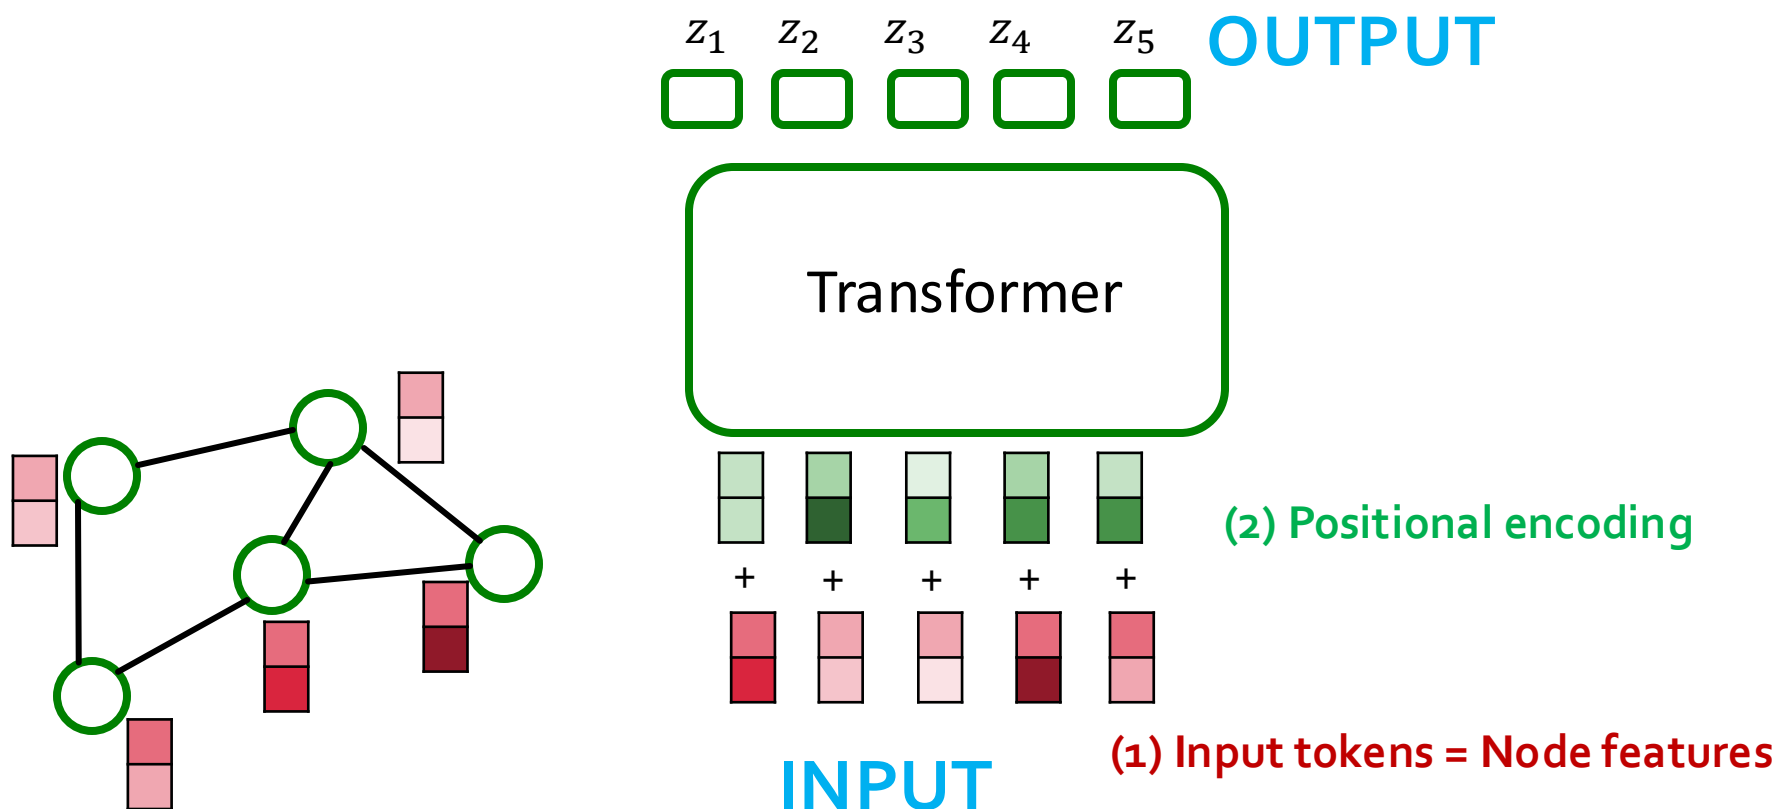 z₁ z₂ z₃ z₄ z₅ OUTPUT
Transformer
(2) Positional encoding
+ + + + +
(1) Input tokens = Node features
INPUT